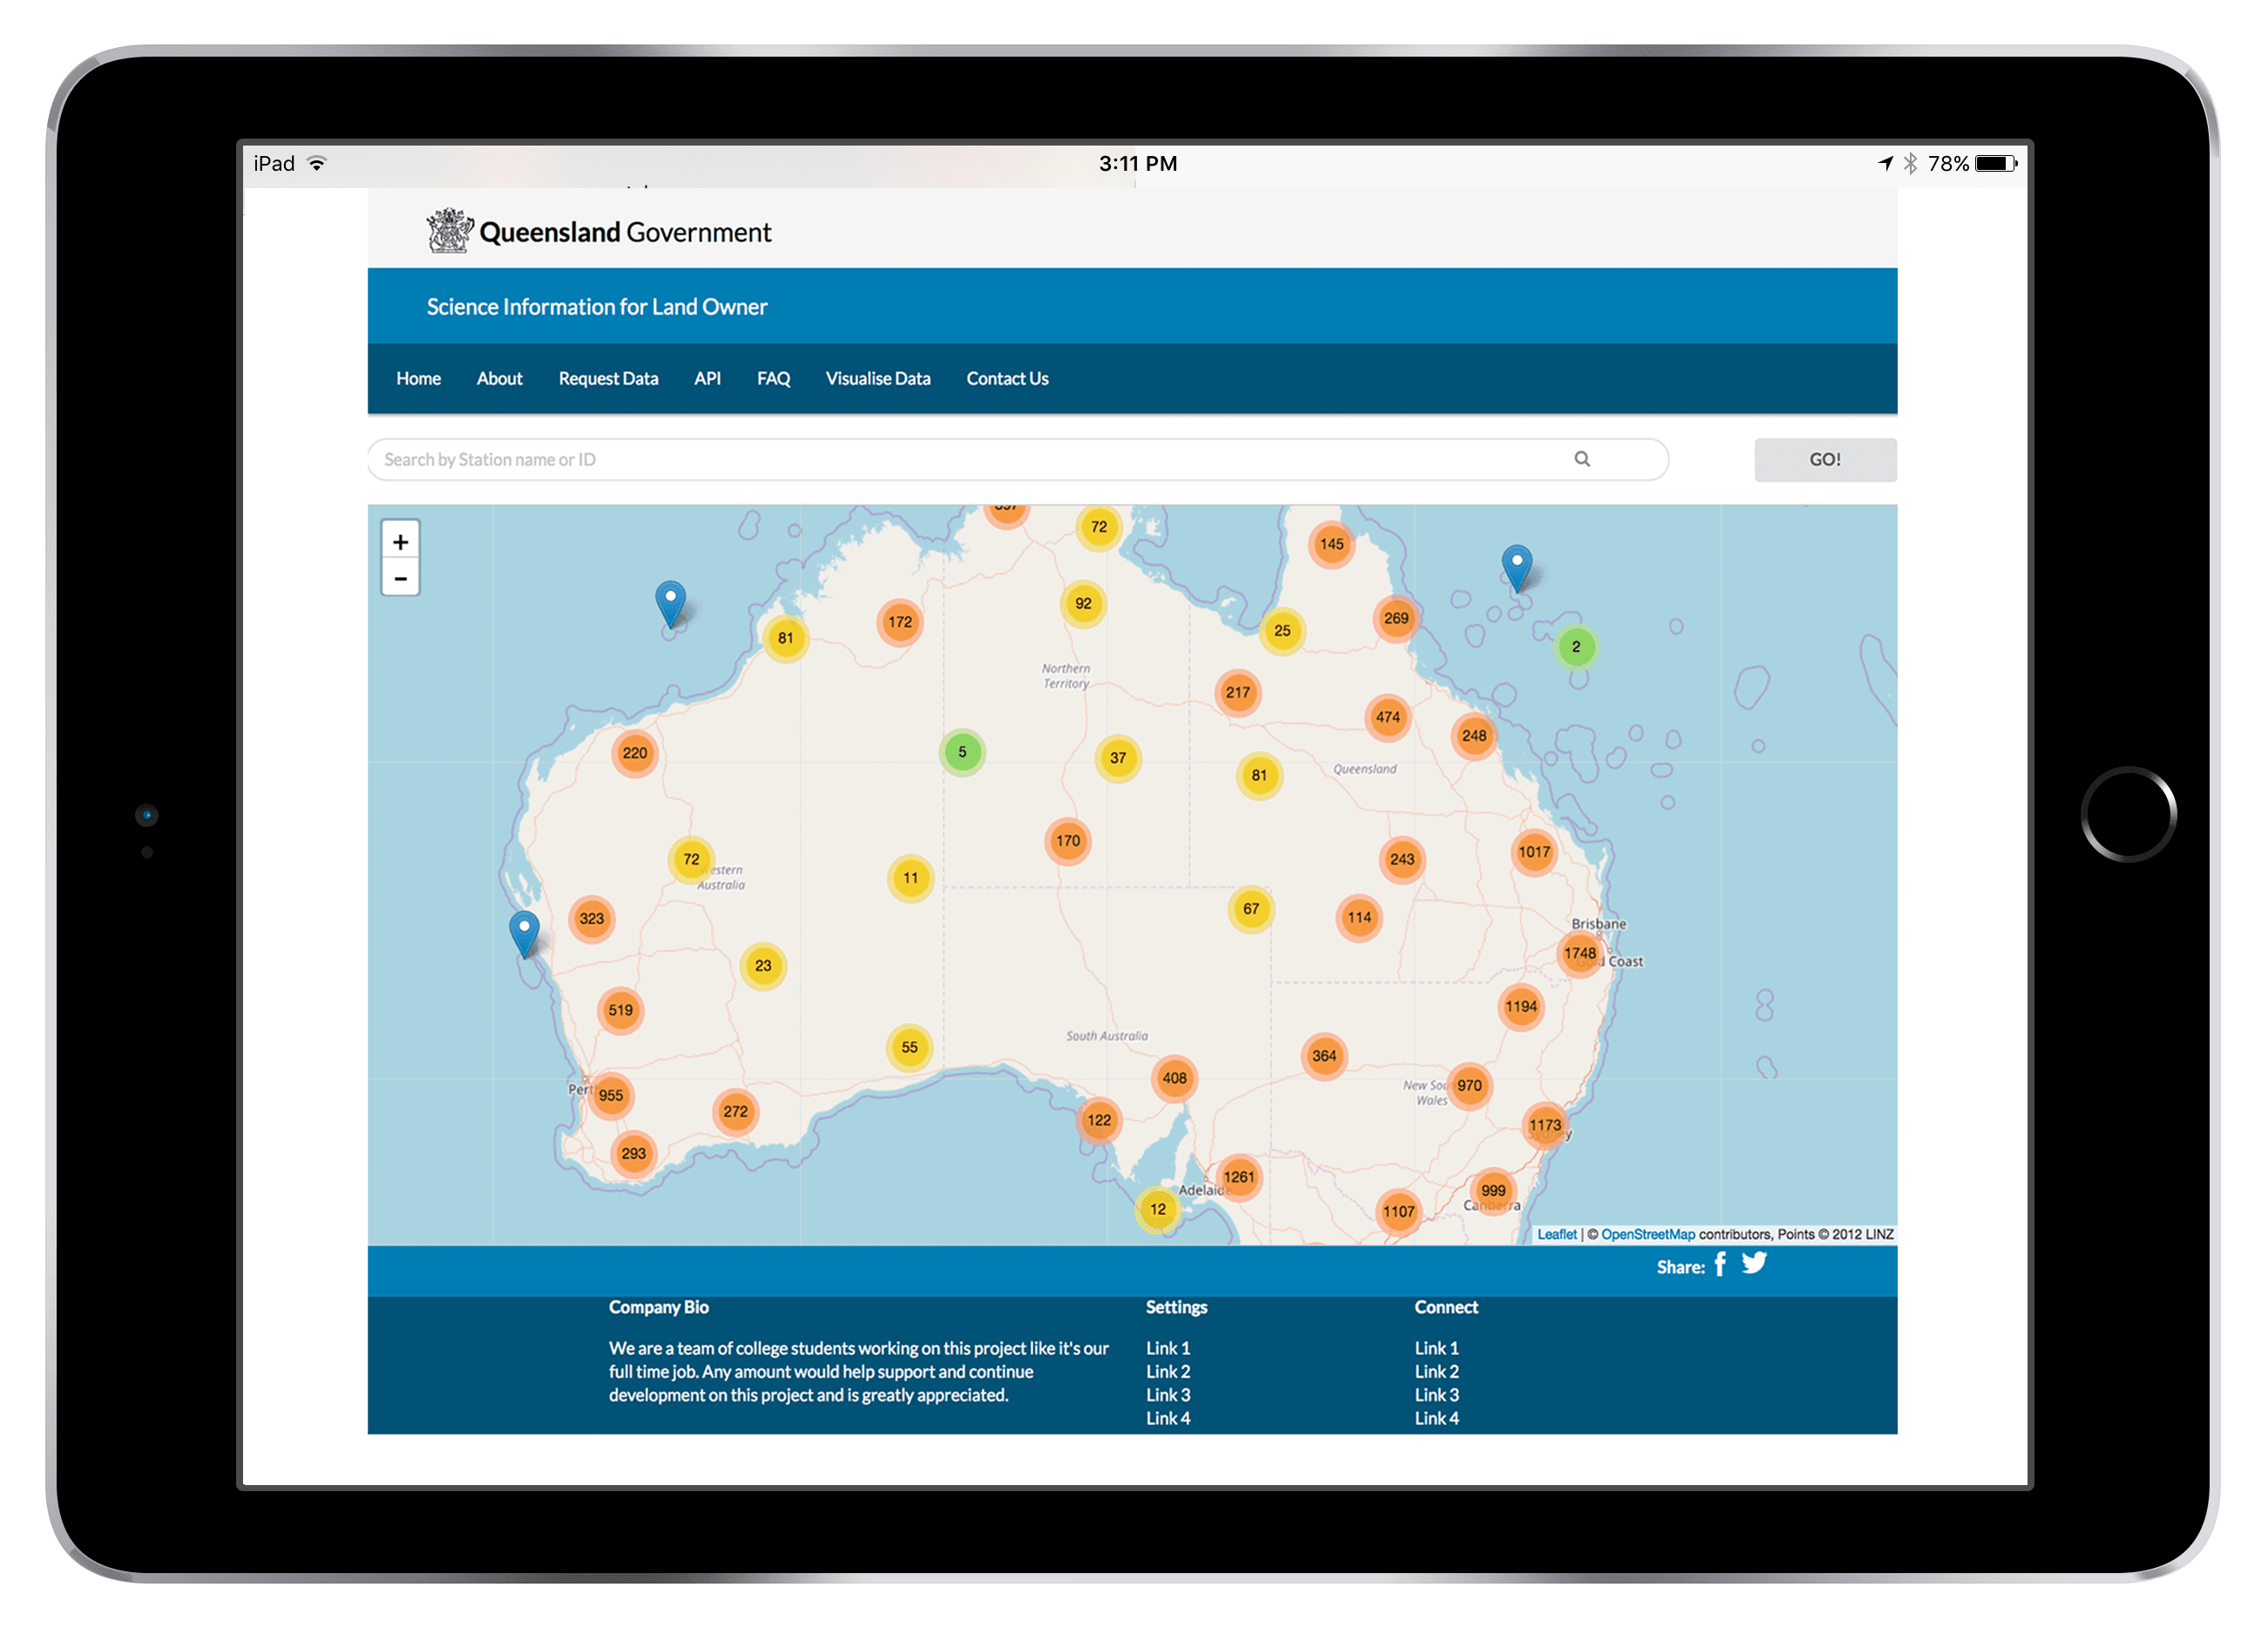 iPad
3:11 PM
78%
Queensland Government
Science Information for Land Owner
Home About Request Data API FAQ Visualise Data Contact Us
Search by Station name or ID
GO!
+
−
72
145
92
172
81
25
269
2
Northern
Territory
217
474
248
220
5
37
81
Queensland
170
72
Australia
11
243
1017
323
67
114
Brisbane
1748
Coast
23
519
1194
South Australia
55
364
408
970
New
Wales
955
272
122
1173
Sydney
293
1261
Adelaide
12
999
Canberra
1107
Leaflet | © OpenStreetMap contributors, Points © 2012 LINZ
Share:
Company Bio
We are a team of college students working on this project like it's our
full time job. Any amount would help support and continue
development on this project and is greatly appreciated.
Settings
Link 1
Link 2
Link 3
Link 4
Connect
Link 1
Link 2
Link 3
Link 4